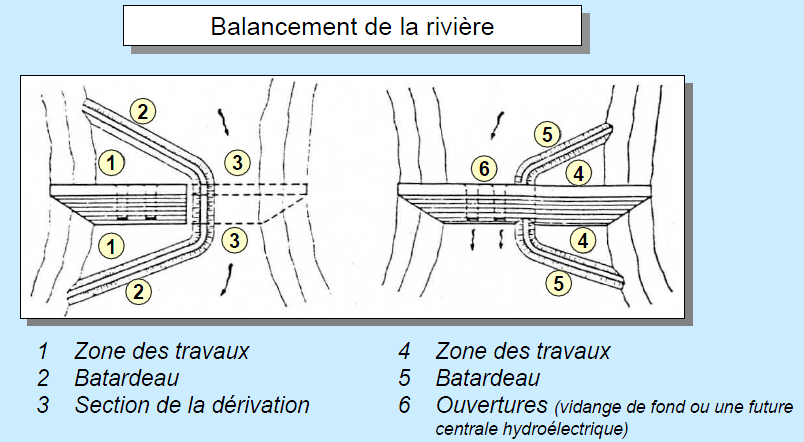 Balancement de la rivière
2
5
1
3
6
4
1
3
4
2
5
1 Zone des travaux
2 Batardeau
3 Section de la dérivation
4 Zone des travaux
5 Batardeau
6 Ouvertures (vidange de fond ou une future
centrale hydroélectrique)